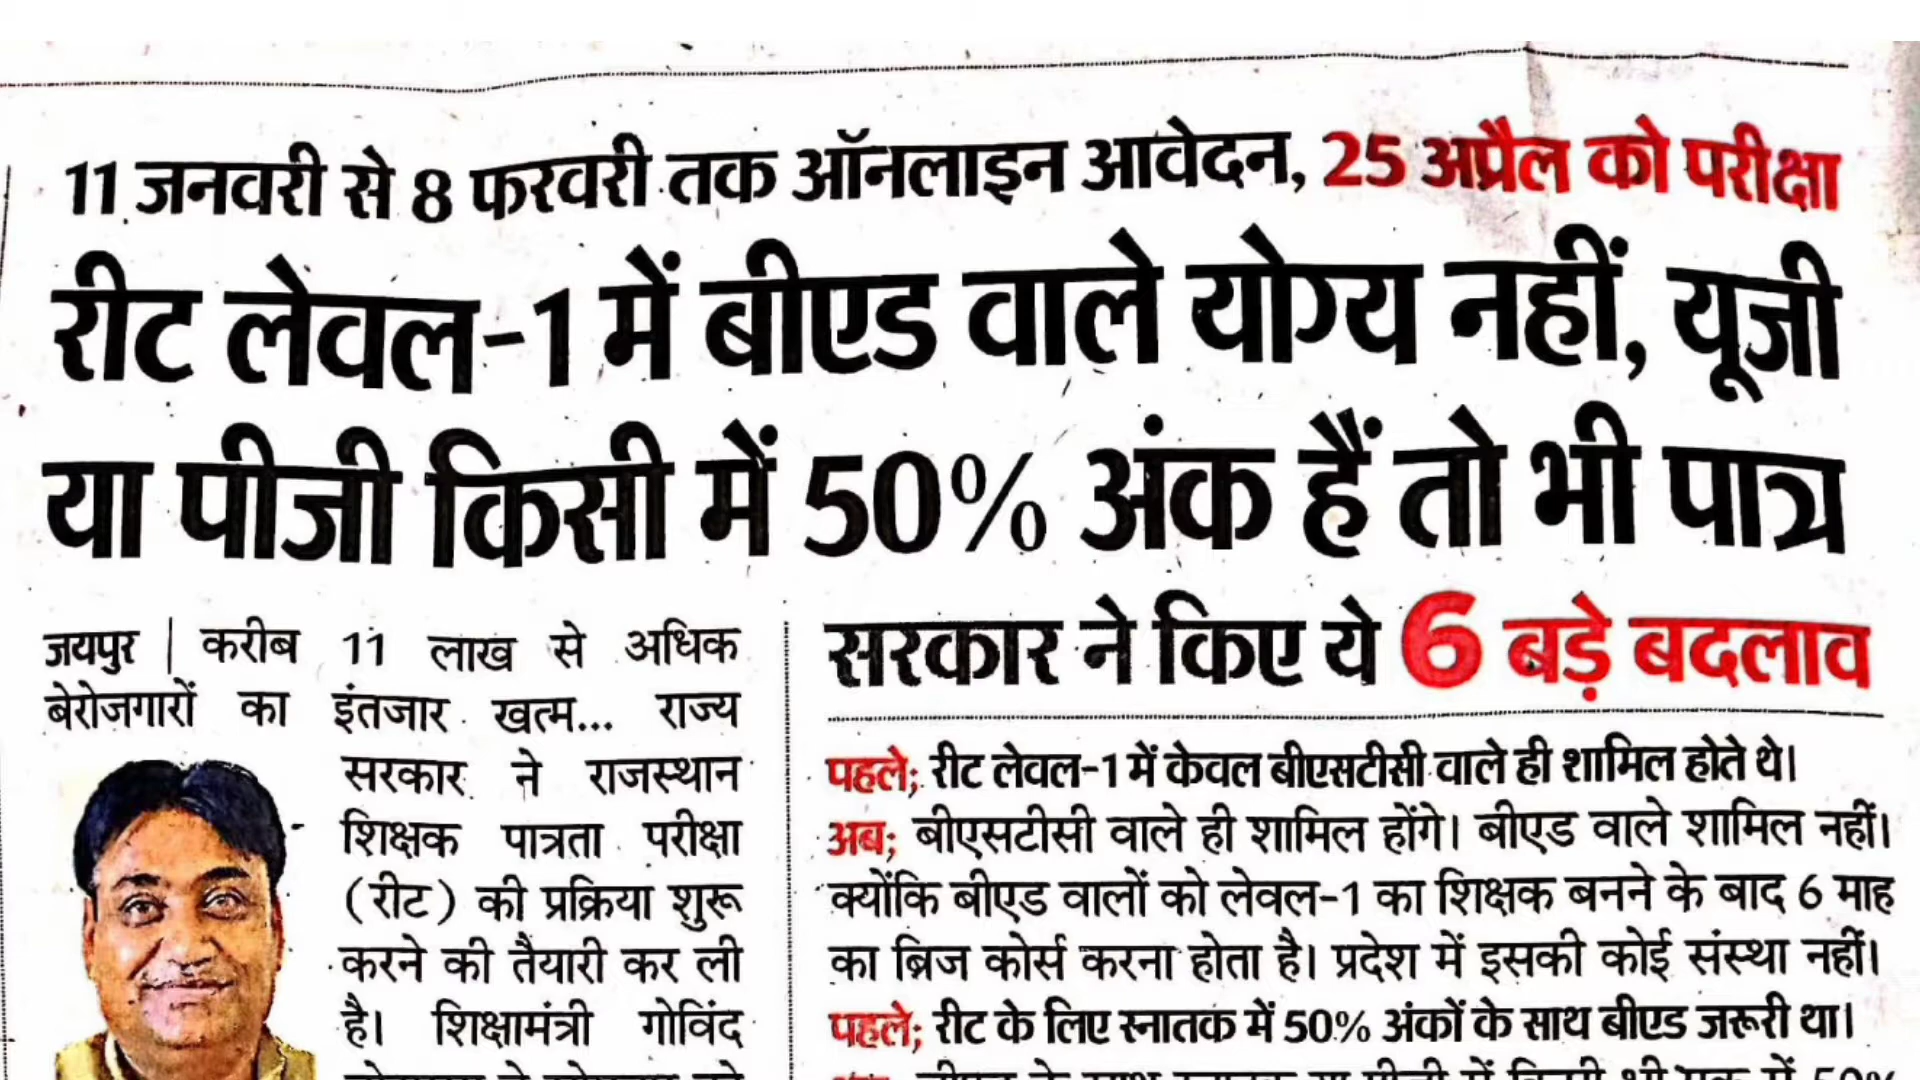 11 जनवरी से 8 फरवरी तक ऑनलाइन आवेदन, 25 अप्रैल को परीक्षा
रीट लेवल-1 में बीएड वाले योग्य नहीं, यूजी
या पीजी किसी में 50% अंक हैं तो भी पात्र
जयपुर | करीब 11 लाख से अधिक
बेरोजगारों का इंतजार खत्म... राज्य
सरकार ने राजस्थान
शिक्षक पात्रता परीक्षा
(रीट) की प्रक्रिया शुरू
करने की तैयारी कर ली
है। शिक्षामंत्री गोविंद
सरकार ने किए ये 6 बड़े बदलाव
पहले; रीट लेवल-1 में केवल बीएसटीसी वाले ही शामिल होते थे।
अब; बीएसटीसी वाले ही शामिल होंगे। बीएड वाले शामिल नहीं।
क्योंकि बीएड वालों को लेवल-1 का शिक्षक बनने के बाद 6 माह
का ब्रिज कोर्स करना होता है। प्रदेश में इसकी कोई संस्था नहीं।
पहले; रीट के लिए स्नातक में 50% अंकों के साथ बीएड जरूरी था।